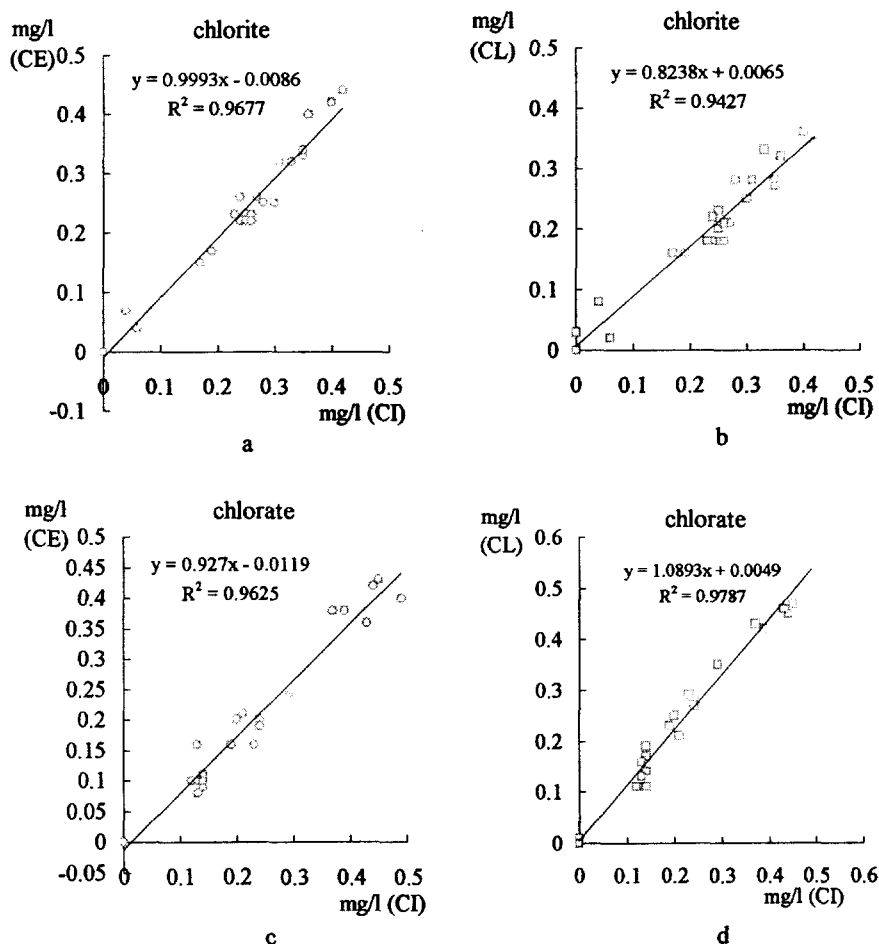 mg/l
(CE)
chlorite
y = 0.9993x - 0.0086
R² = 0.9677
0.5
0.4
0.3
0.2
0.1
0
-0.1
0 0.1 0.2 0.3 0.4 0.5
mg/l (CI)
a
mg/l
(CL)
chlorite
y = 0.8238x + 0.0065
R² = 0.9427
0.5
0.4
0.3
0.2
0.1
0
0 0.1 0.2 0.3 0.4 0.5
mg/l (CI)
b
mg/l
(CE)
chlorate
y = 0.927x - 0.0119
R² = 0.9625
0.5
0.45
0.4
0.35
0.3
0.25
0.2
0.15
0.1
0.05
0
-0.05
0 0.1 0.2 0.3 0.4 0.5
mg/l (CI)
c
mg/l
(CL)
chlorate
y = 1.0893x + 0.0049
R² = 0.9787
0.6
0.5
0.4
0.3
0.2
0.1
0
0 0.1 0.2 0.3 0.4 0.5 0.6
mg/l (CI)
d